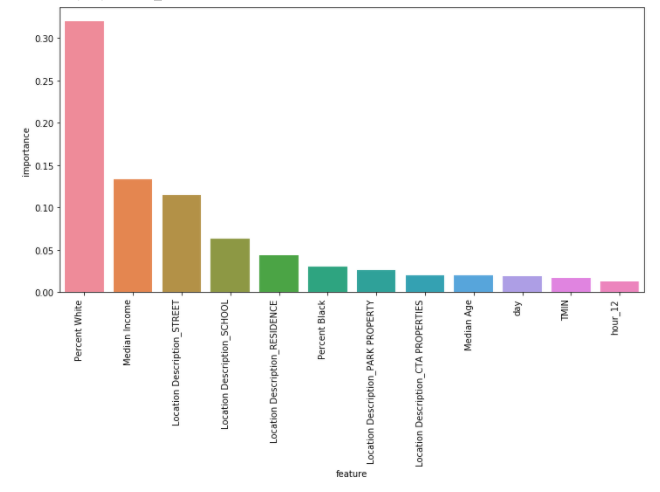 importance
0.30
0.25
0.20
0.15
0.10
0.05
0.00
Percent White
Median Income
Location Description_STREET
Location Description_SCHOOL
Location Description_RESIDENCE
Percent Black
Location Description_PARK PROPERTY
Location Description_CTA PROPERTIES
Median Age
day
TMIN
hour_12
feature